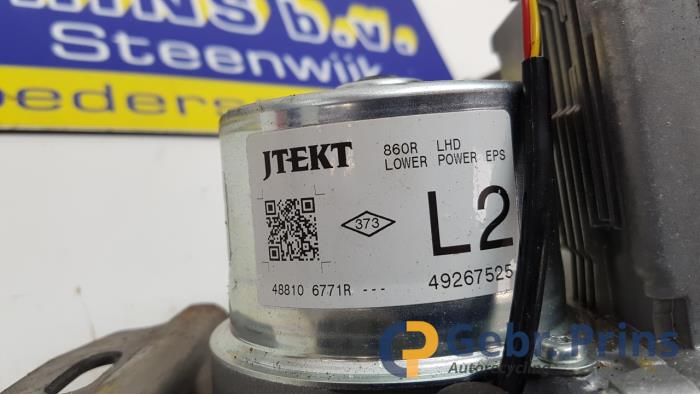 b.v.
Steenwijk
JTEKT
860R LHD
LOWER POWER EPS
373
L2
48810 6771R ---
49267525
Gebr. Prins
Autorecycling